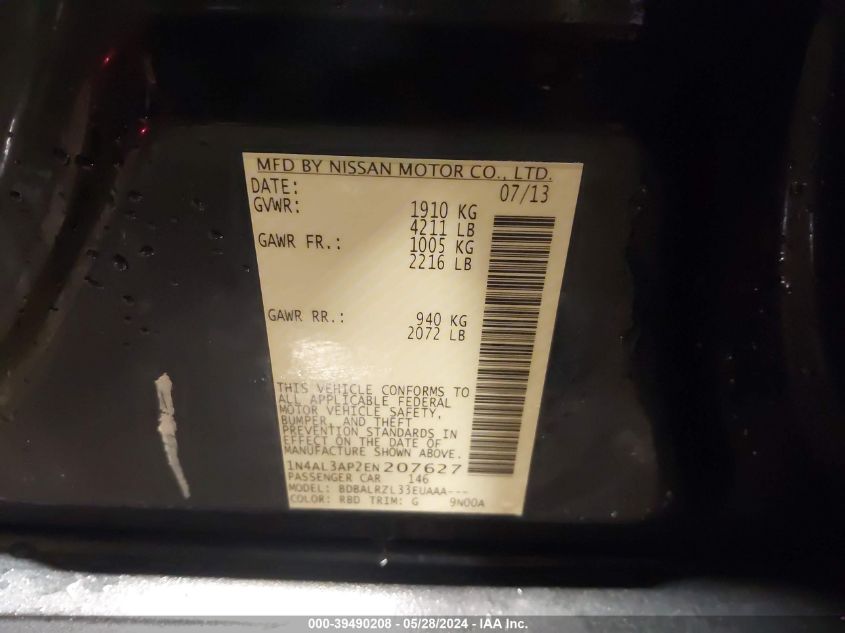 MFD BY NISSAN MOTOR CO., LTD.
DATE: 07/13
GVWR: 1910 KG
4211 LB
GAWR FR.: 1005 KG
2216 LB
GAWR RR.: 940 KG
2072 LB
THIS VEHICLE CONFORMS TO
ALL APPLICABLE FEDERAL
MOTOR VEHICLE SAFETY,
BUMPER, AND THEFT
PREVENTION STANDARDS IN
EFFECT ON THE DATE OF
MANUFACTURE SHOWN ABOVE.
1N4AL3AP2EN207627
PASSENGER CAR 146
MODEL: BDBALRZL33EUAAA---
COLOR: RBD TRIM: G 9N00A
000-39490208 - 05/28/2024 - IAA Inc.